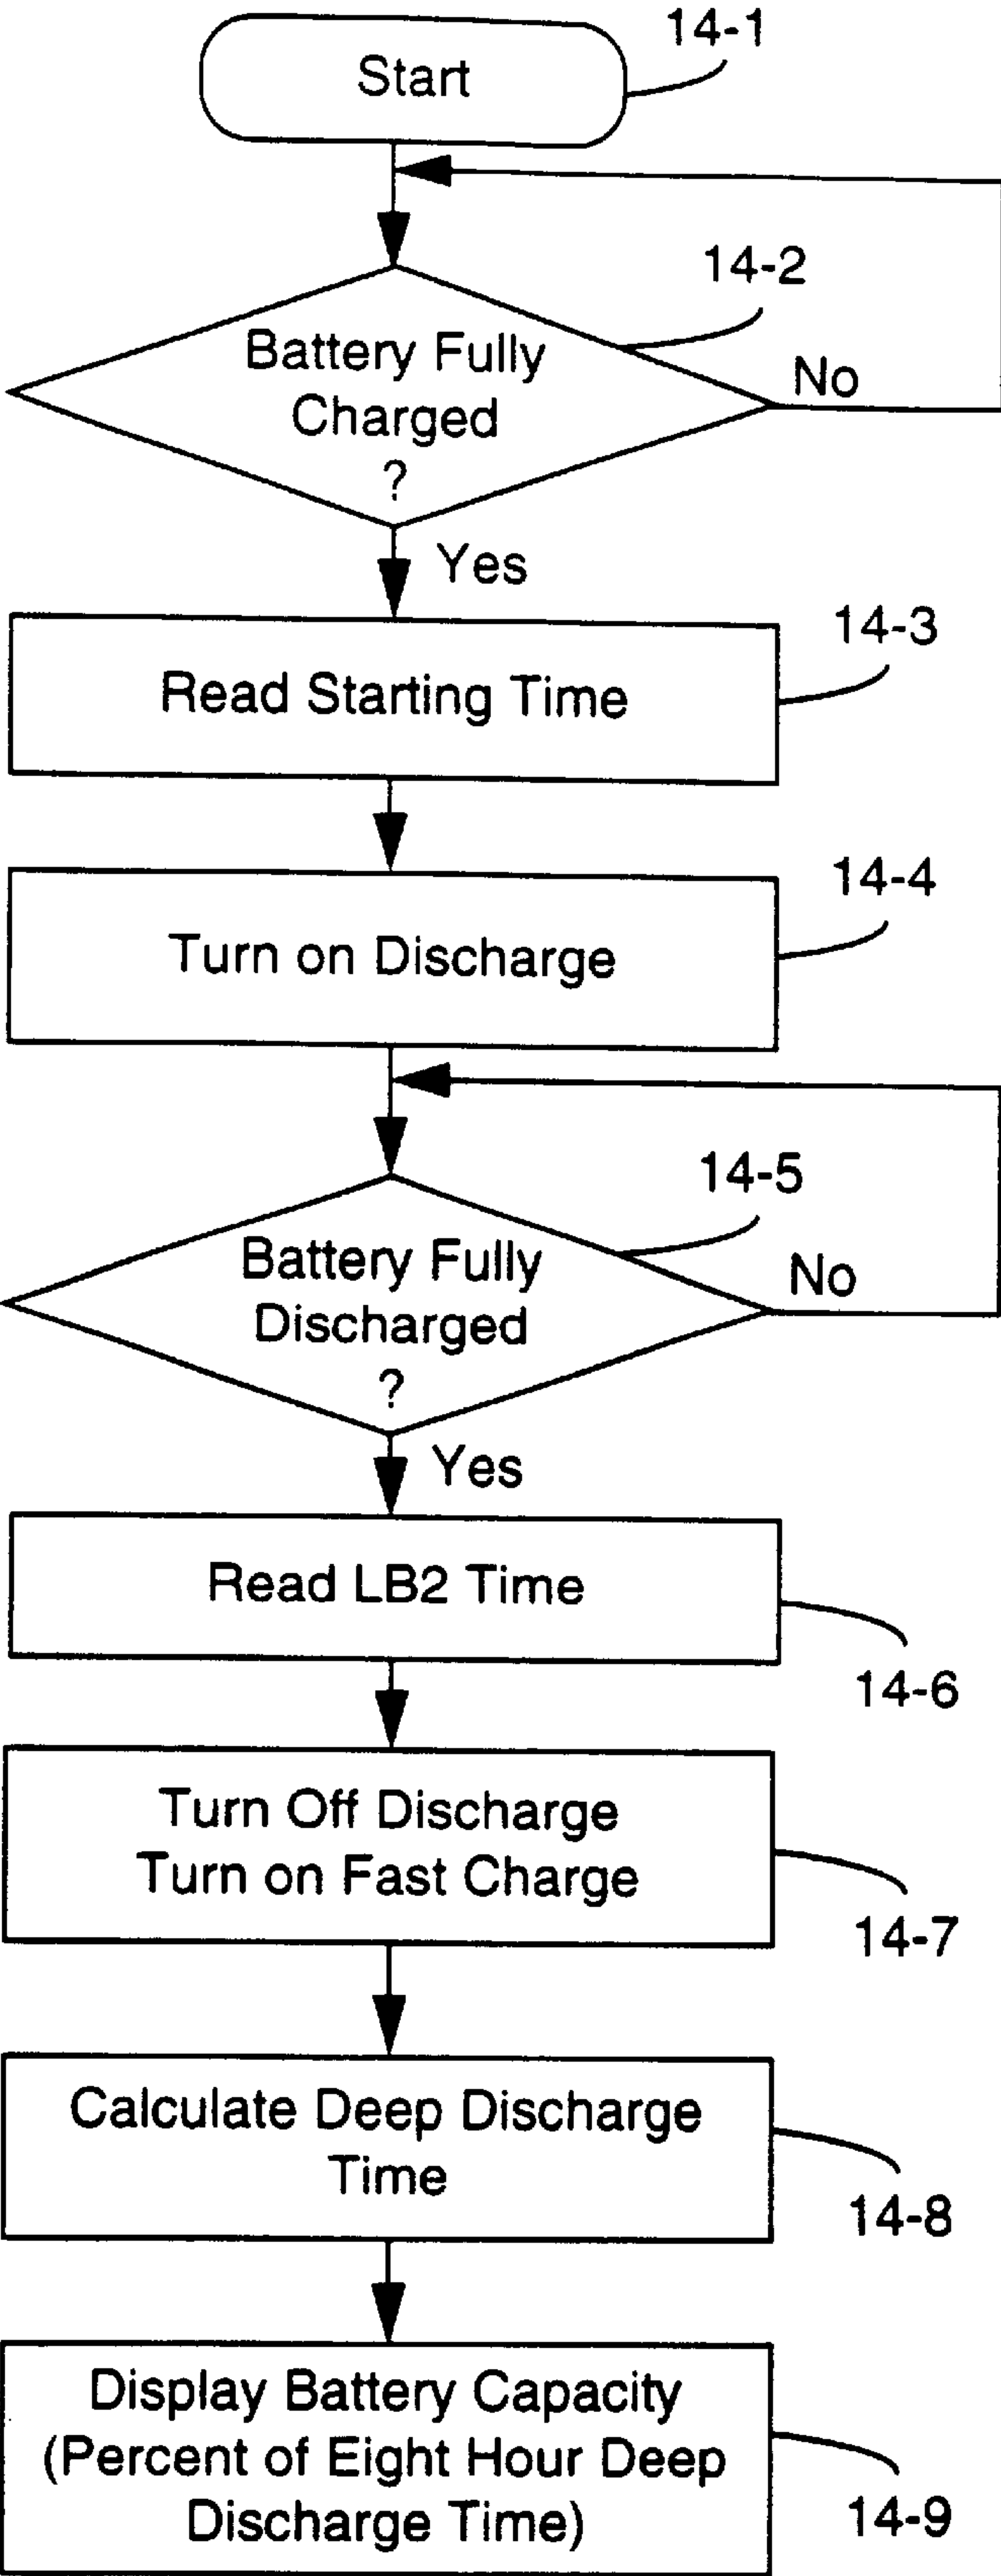 14-1
Start
14-2
Battery Fully
Charged
?
No
Yes
14-3
Read Starting Time
14-4
Turn on Discharge
14-5
Battery Fully
Discharged
?
No
Yes
Read LB2 Time
14-6
Turn Off Discharge
Turn on Fast Charge
14-7
Calculate Deep Discharge
Time
14-8
Display Battery Capacity
(Percent of Eight Hour Deep
Discharge Time)
14-9